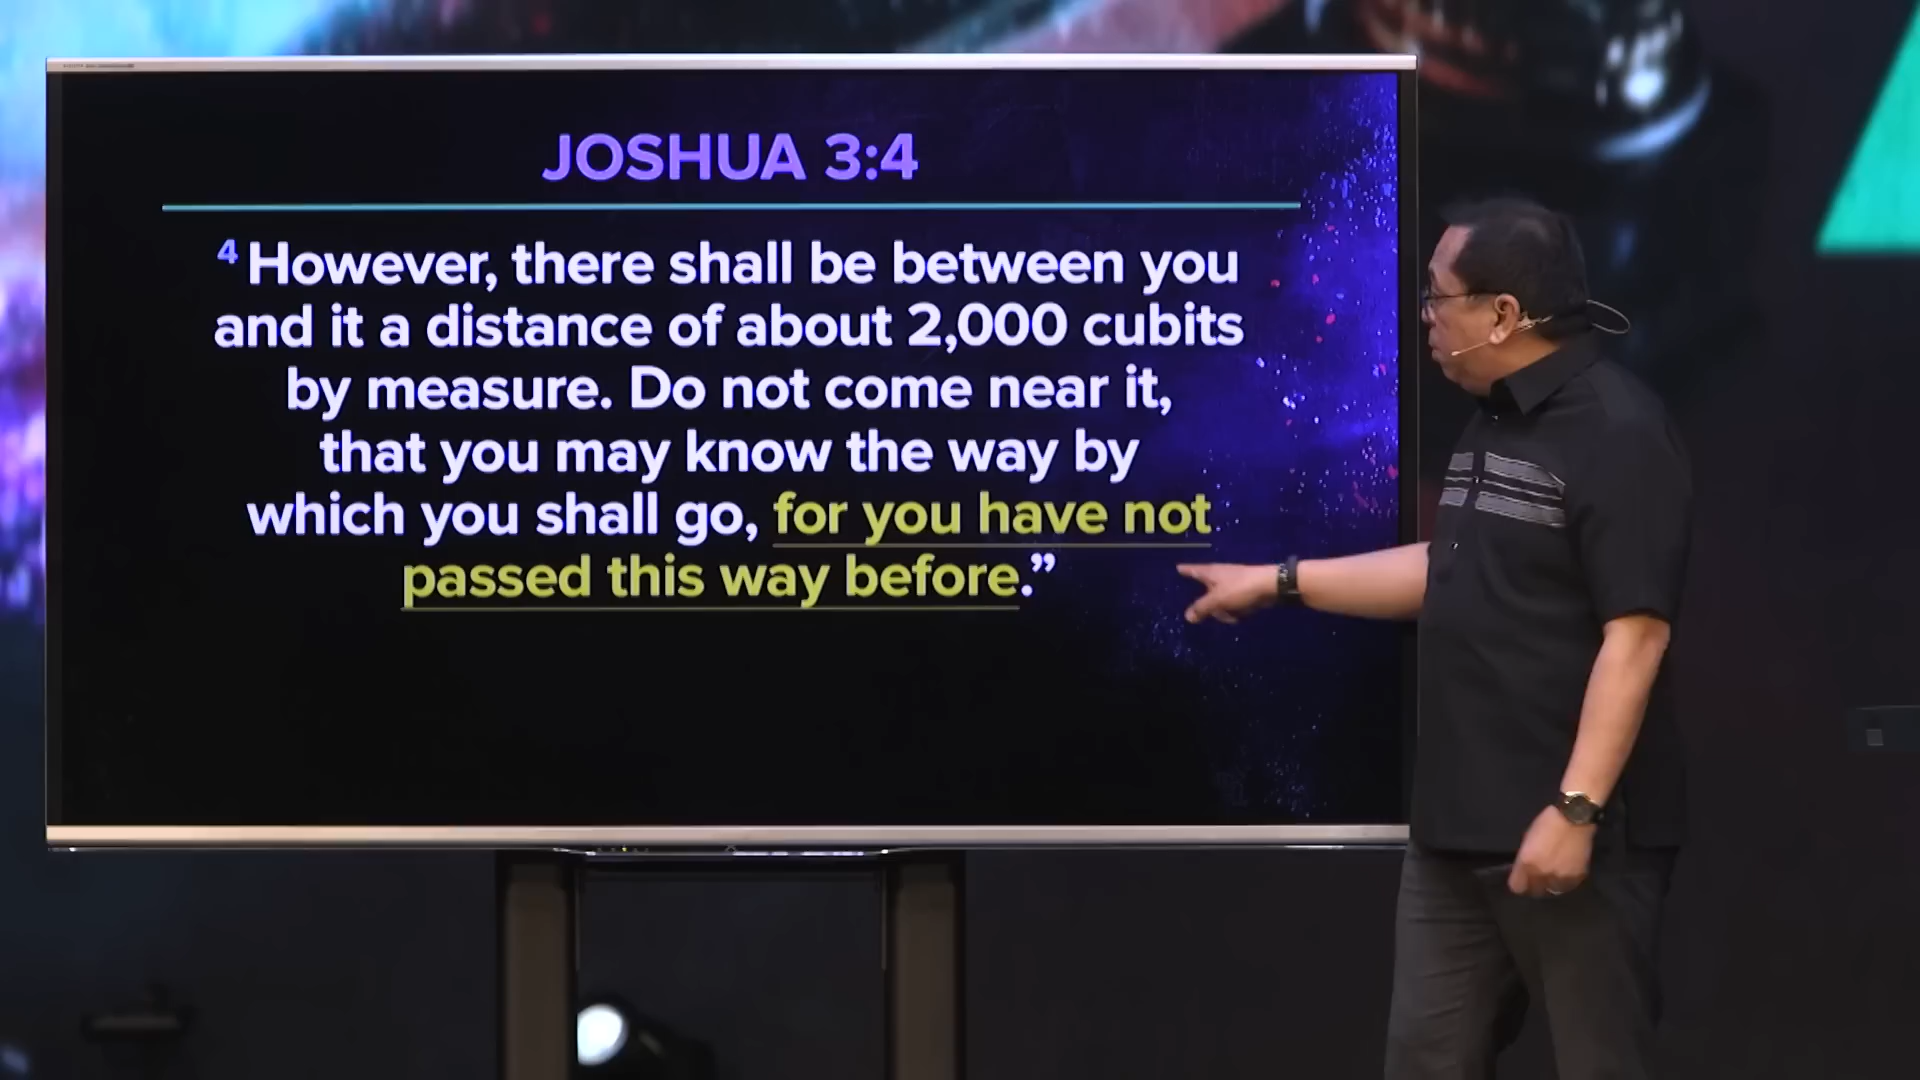 JOSHUA 3:4
4 However, there shall be between you
and it a distance of about 2,000 cubits
by measure. Do not come near it,
that you may know the way by
which you shall go, for you have not
passed this way before.”